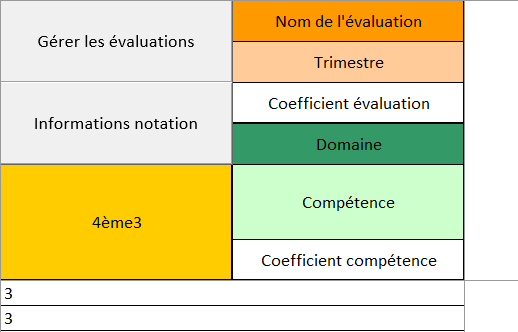 Gérer les évaluations
Nom de l'évaluation
Trimestre
Informations notation
Coefficient évaluation
Domaine
4ème3
Compétence
Coefficient compétence
3
3